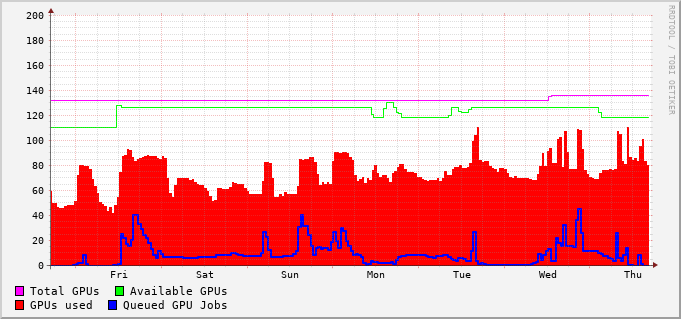 RRDTOOL / TOBI OETIKER
200
180
160
140
120
100
80
60
40
20
0
Fri Sat Sun Mon Tue Wed Thu
Total GPUs Available GPUs
GPUs used Queued GPU Jobs